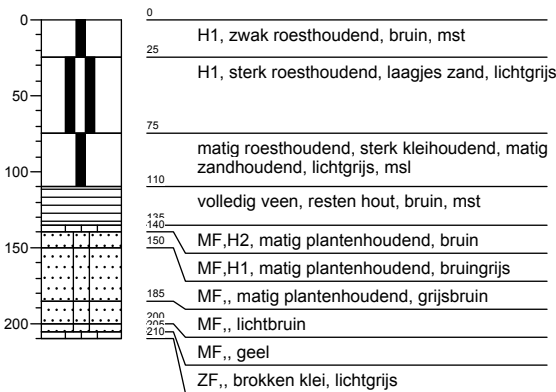 0
50
100
150
200
0
H1, zwak roesthoudend, bruin, mst
25
H1, sterk roesthoudend, laagjes zand, lichtgrijs
75
matig roesthoudend, sterk kleihoudend, matig
zandhoudend, lichtgrijs, msl
110
volledig veen, resten hout, bruin, mst
135
140
MF,H2, matig plantenhoudend, bruin
150
MF,H1, matig plantenhoudend, bruingrijs
185
MF,, matig plantenhoudend, grijsbruin
200
MF,, lichtbruin
205
210
MF,, geel
ZF,, brokken klei, lichtgrijs